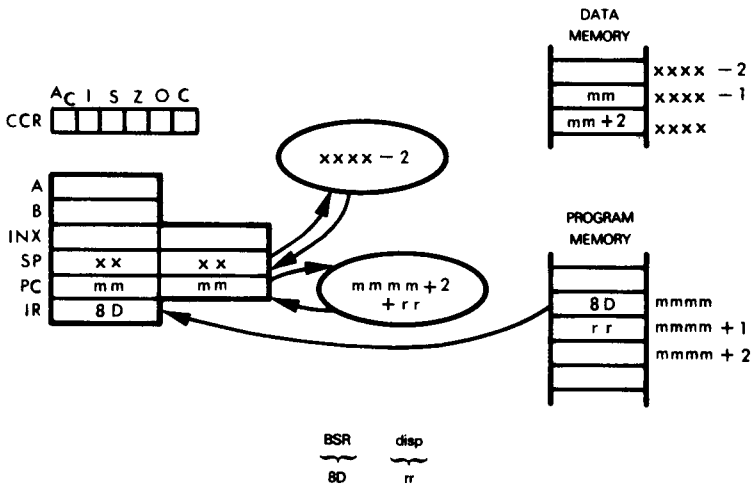 DATA
MEMORY
xxxx - 2
mm xxxx - 1
mm + 2 xxxx
AC I S Z O C
CCR
xxxx - 2
A
B
INX
SP xx xx
PC mm mm
IR 8D
mmmm + 2
+ rr
PROGRAM
MEMORY
8D mmmm
rr mmmm + 1
mmmm + 2
BSR disp
8D rr